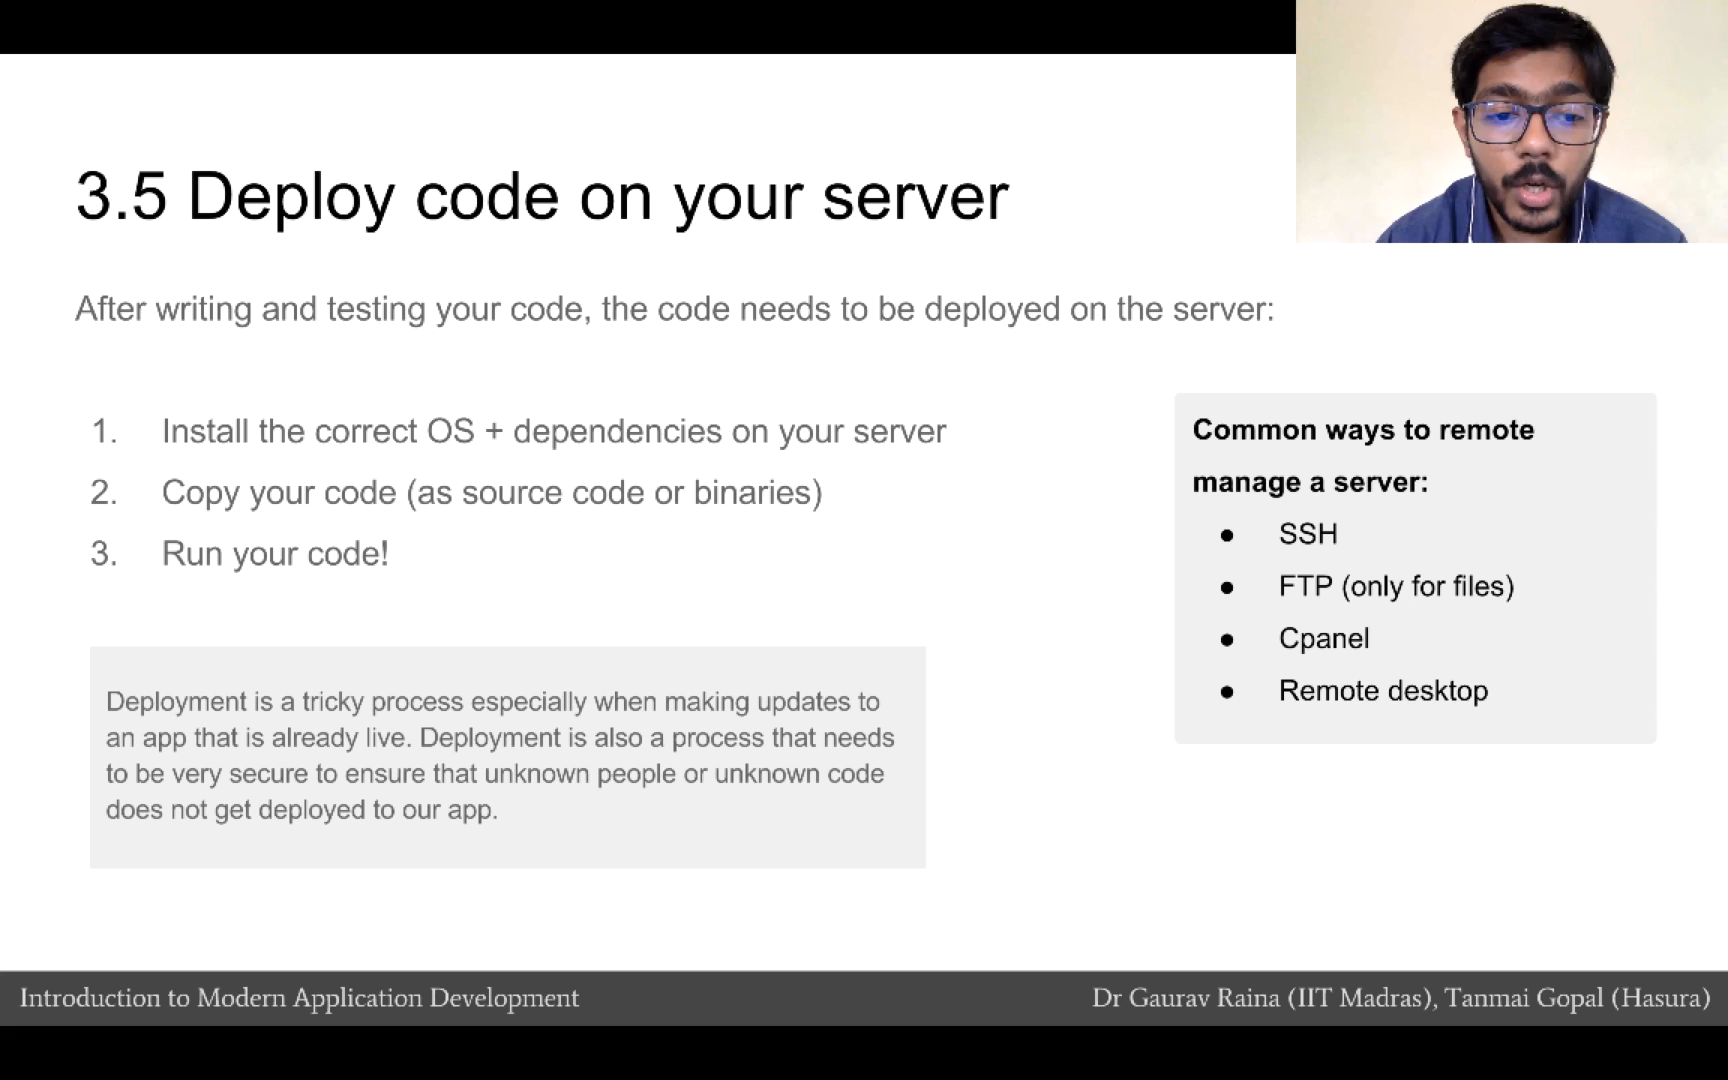 3.5 Deploy code on your server
After writing and testing your code, the code needs to be deployed on the server:
1. Install the correct OS + dependencies on your server
2. Copy your code (as source code or binaries)
3. Run your code!
Deployment is a tricky process especially when making updates to
an app that is already live. Deployment is also a process that needs
to be very secure to ensure that unknown people or unknown code
does not get deployed to our app.
Common ways to remote
manage a server:
● SSH
● FTP (only for files)
● Cpanel
● Remote desktop
Introduction to Modern Application Development
Dr Gaurav Raina (IIT Madras), Tanmai Gopal (Hasura)